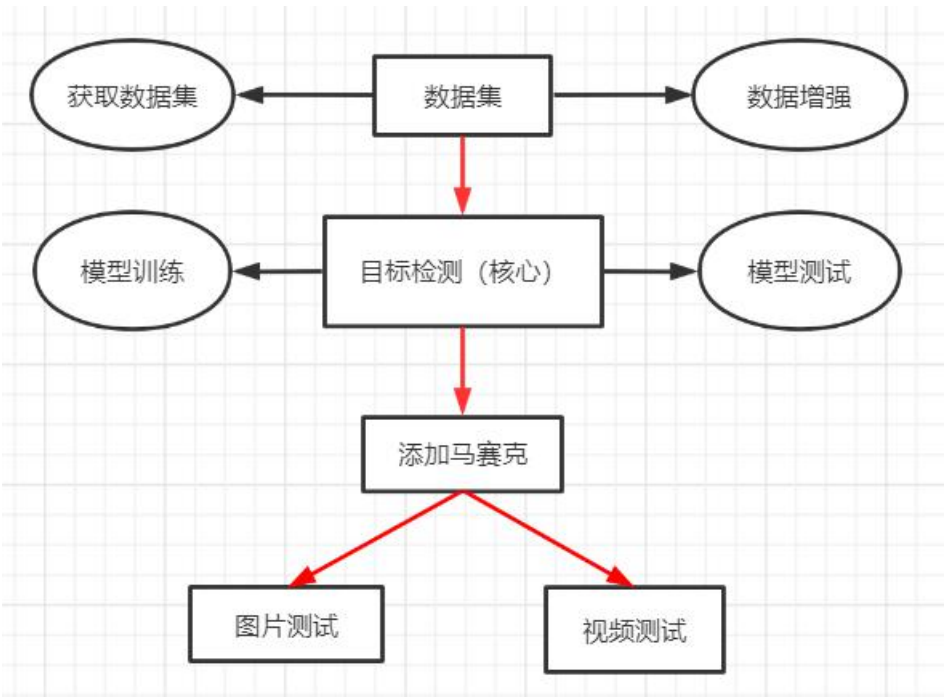 获取数据集
数据集
数据增强
模型训练
目标检测（核心）
模型测试
添加马赛克
图片测试
视频测试